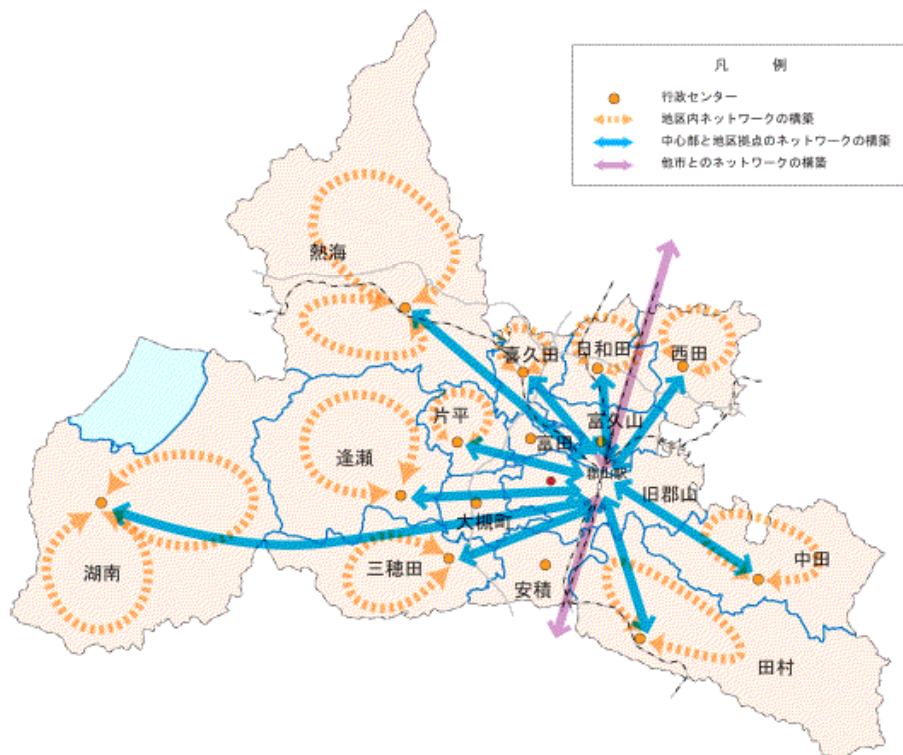 凡 例
行政センター
地区内ネットワークの構築
中心部と地区拠点のネットワークの構築
他市とのネットワークの構築
熱海
喜久田
日和田
西田
片平
富田
富久山
逢瀬
郡山駅
旧郡山
大槻町
湖南
三穂田
安積
中田
田村